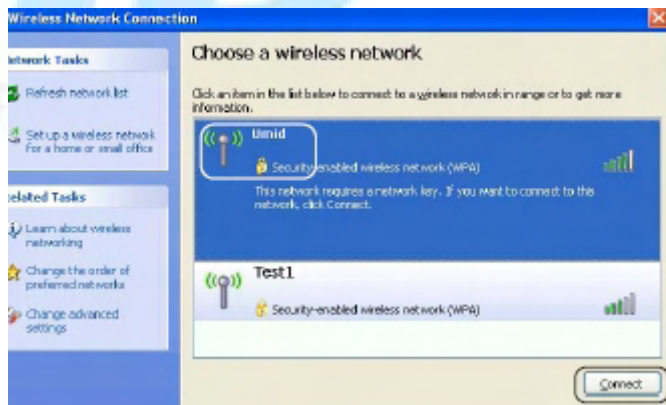 Wireless Network Connection
Network Tasks
Refresh network list
Set up a wireless network
for a home or small office
Related Tasks
Learn about wireless
networking
Change the order of
preferred networks
Change advanced
settings
Choose a wireless network
Click an item in the list below to connect to a wireless network in range or to get more
information.
Umid
Security-enabled wireless network (WPA)
This network requires a network key. If you want to connect to this
network, click Connect.
Test1
Security-enabled wireless network (WPA)
Connect